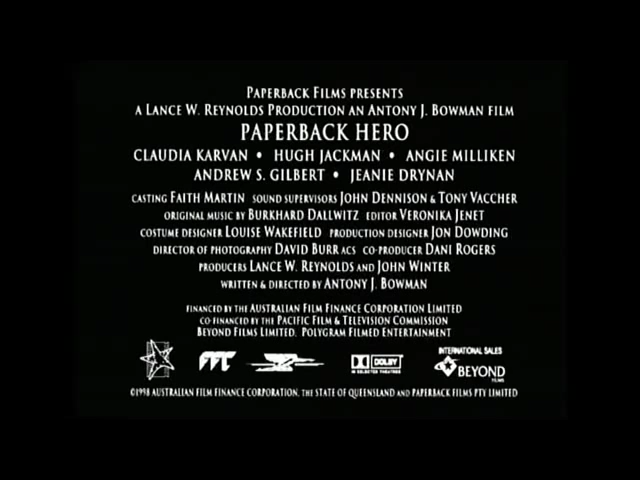 PAPERBACK FILMS PRESENTS
A LANCE W. REYNOLDS PRODUCTION AN ANTONY J. BOWMAN FILM
PAPERBACK HERO
CLAUDIA KARVAN • HUGH JACKMAN • ANGIE MILLIKEN
ANDREW S. GILBERT • JEANIE DRYNAN
CASTING FAITH MARTIN SOUND SUPERVISORS JOHN DENNISON & TONY VACCHER
ORIGINAL MUSIC BY BURKHARD DALLWITZ EDITOR VERONIKA JENET
COSTUME DESIGNER LOUISE WAKEFIELD PRODUCTION DESIGNER JON DOWDING
DIRECTOR OF PHOTOGRAPHY DAVID BURR ACS CO-PRODUCER DANI ROGERS
PRODUCERS LANCE W. REYNOLDS AND JOHN WINTER
WRITTEN & DIRECTED BY ANTONY J. BOWMAN
FINANCED BY THE AUSTRALIAN FILM FINANCE CORPORATION LIMITED
CO-FINANCED BY THE PACIFIC FILM & TELEVISION COMMISSION
BEYOND FILMS LIMITED. POLYGRAM FILMED ENTERTAINMENT
FFC
DOLBY
IN SELECTED THEATRES
INTERNATIONAL SALES
BEYOND
FILMS
©1998 AUSTRALIAN FILM FINANCE CORPORATION, THE STATE OF QUEENSLAND AND PAPERBACK FILMS PTY LIMITED